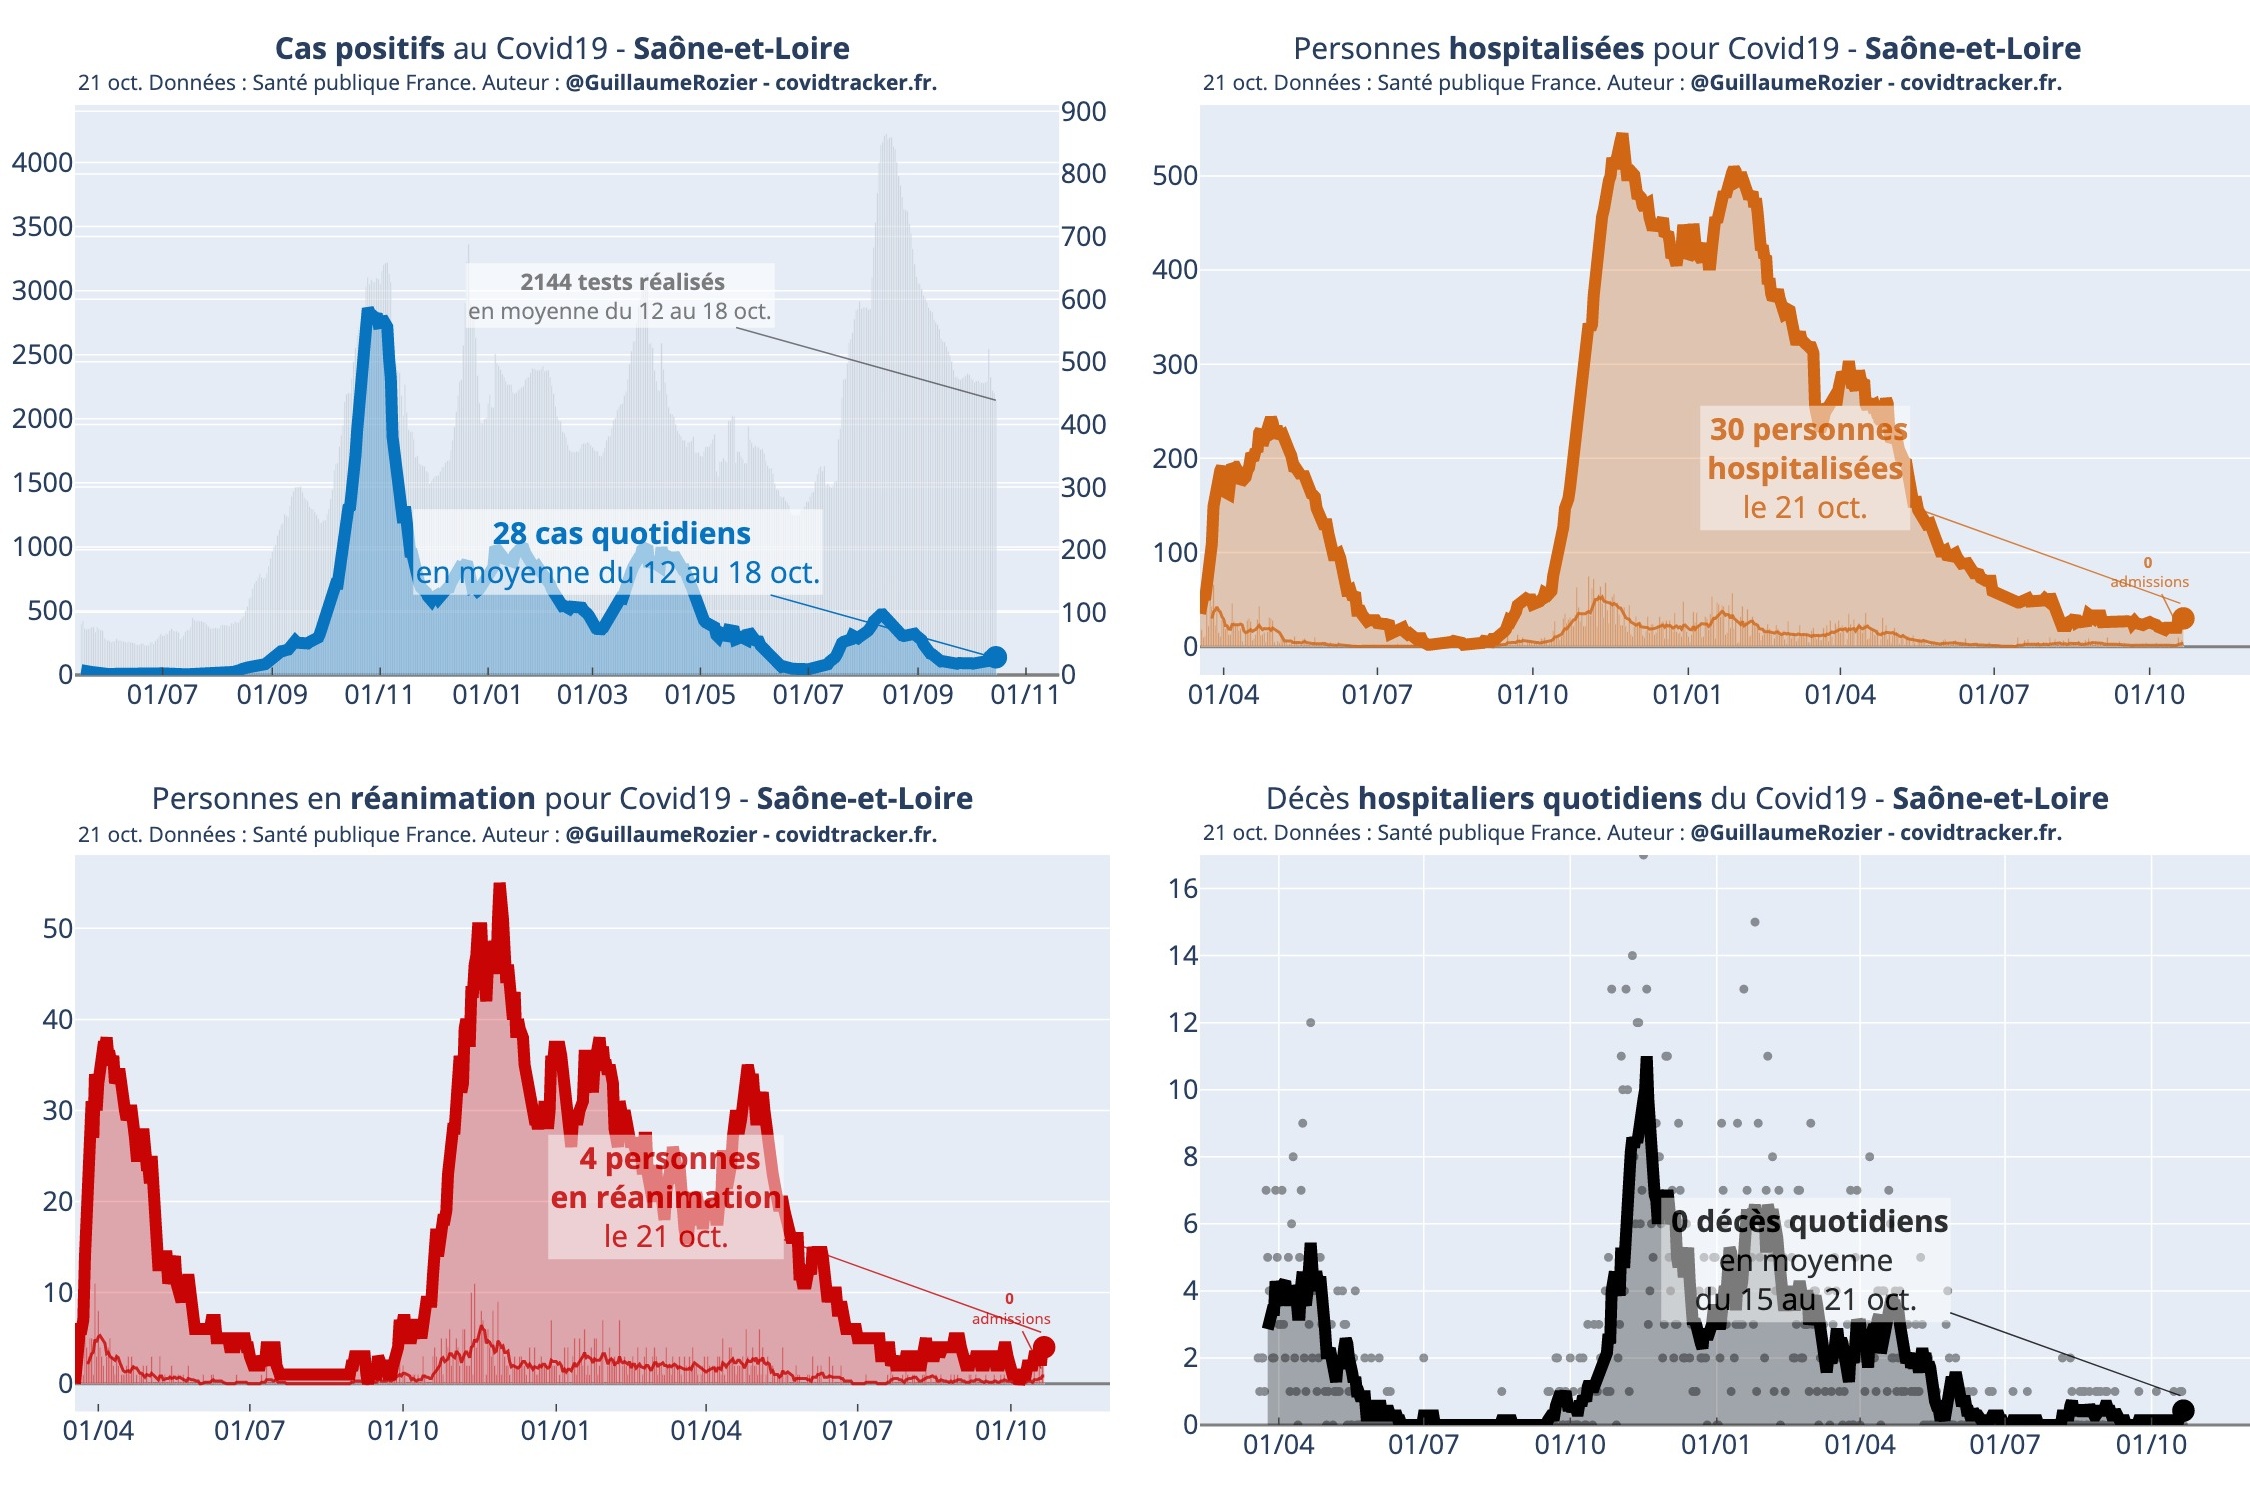 Cas positifs au Covid19 - Saône-et-Loire
21 oct. Données : Santé publique France. Auteur : @GuillaumeRozier - covidtracker.fr.
900
4000
800
3500
700
3000
600
2500
500
2000
400
1500
300
1000
200
500
100
0
0
2144 tests réalisés
en moyenne du 12 au 18 oct.
28 cas quotidiens
en moyenne du 12 au 18 oct.
01/07 01/09 01/11 01/01 01/03 01/05 01/07 01/09 01/11
Personnes hospitalisées pour Covid19 - Saône-et-Loire
21 oct. Données : Santé publique France. Auteur : @GuillaumeRozier - covidtracker.fr.
500
400
300
200
100
0
30 personnes
hospitalisées
le 21 oct.
0
admissions
01/04 01/07 01/10 01/01 01/04 01/07 01/10
Personnes en réanimation pour Covid19 - Saône-et-Loire
21 oct. Données : Santé publique France. Auteur : @GuillaumeRozier - covidtracker.fr.
50
40
30
20
10
0
4 personnes
en réanimation
le 21 oct.
0
admissions
01/04 01/07 01/10 01/01 01/04 01/07 01/10
Décès hospitaliers quotidiens du Covid19 - Saône-et-Loire
21 oct. Données : Santé publique France. Auteur : @GuillaumeRozier - covidtracker.fr.
16
14
12
10
8
6
4
2
0
0 décès quotidiens
en moyenne
du 15 au 21 oct.
01/04 01/07 01/10 01/01 01/04 01/07 01/10